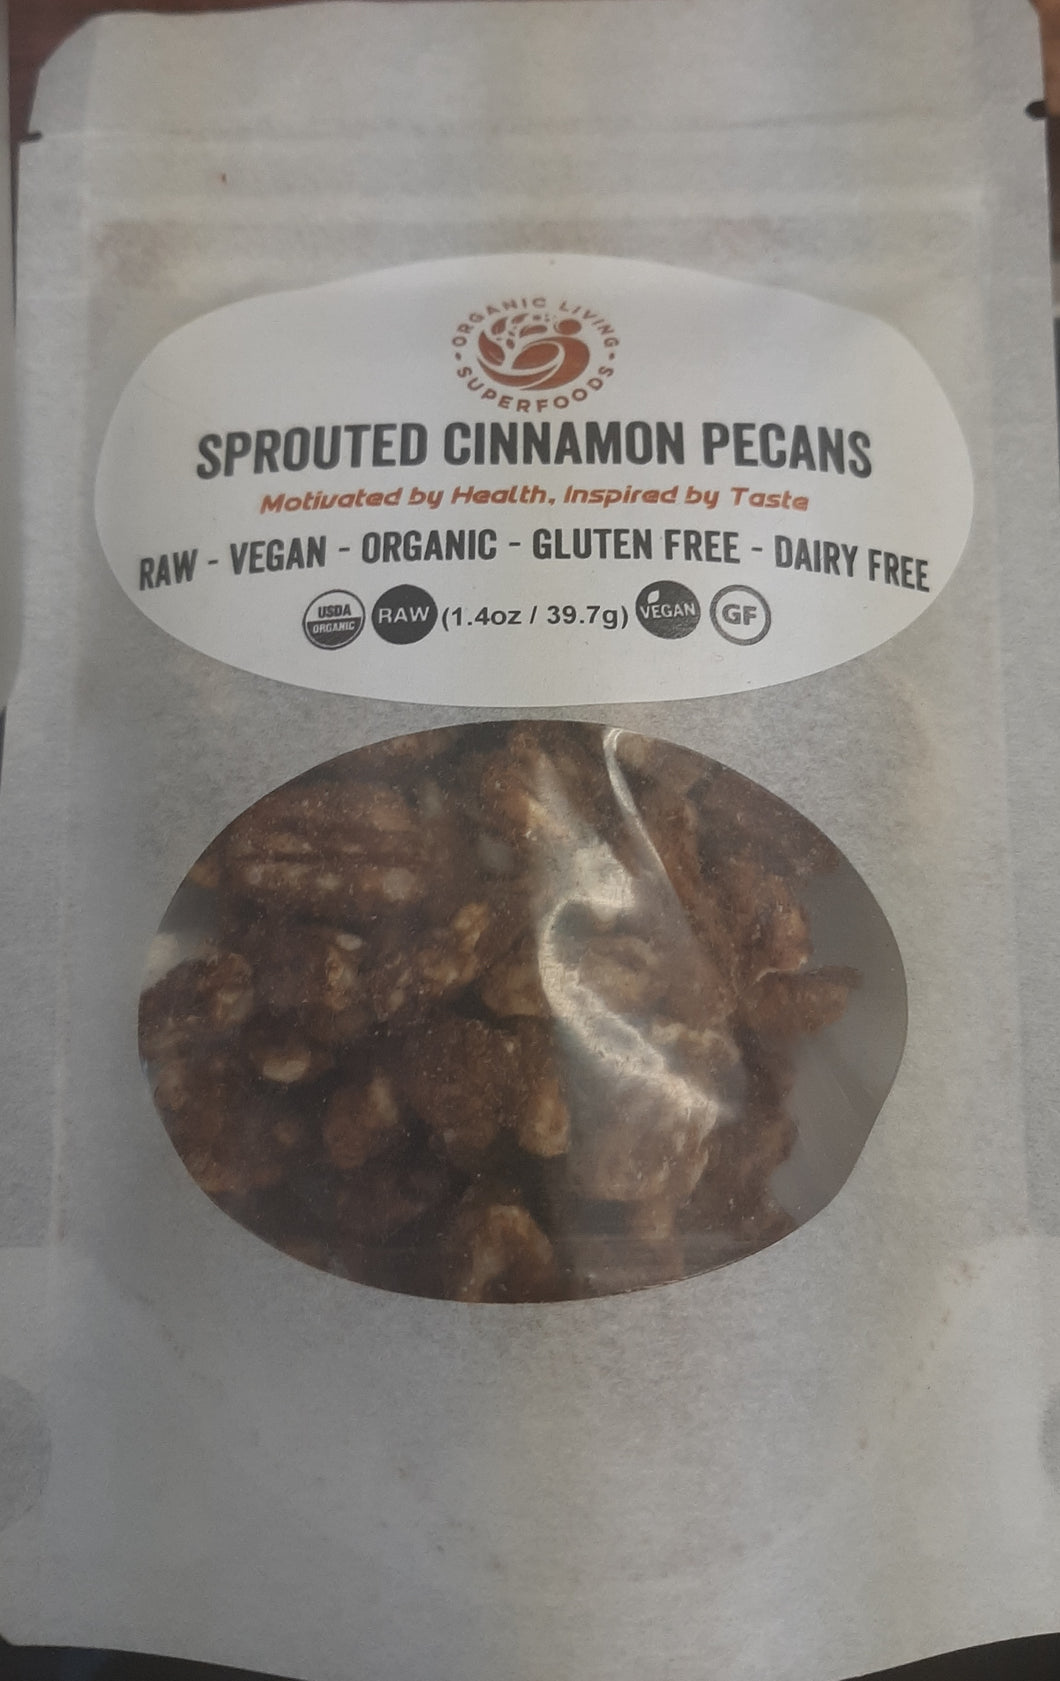 ORGANIC LIVING
SUPERFOODS
SPROUTED CINNAMON PECANS
Motivated by Health, Inspired by Taste
RAW - VEGAN - ORGANIC - GLUTEN FREE - DAIRY FREE
USDA
ORGANIC
RAW
(1.4oz / 39.7g)
VEGAN
GF